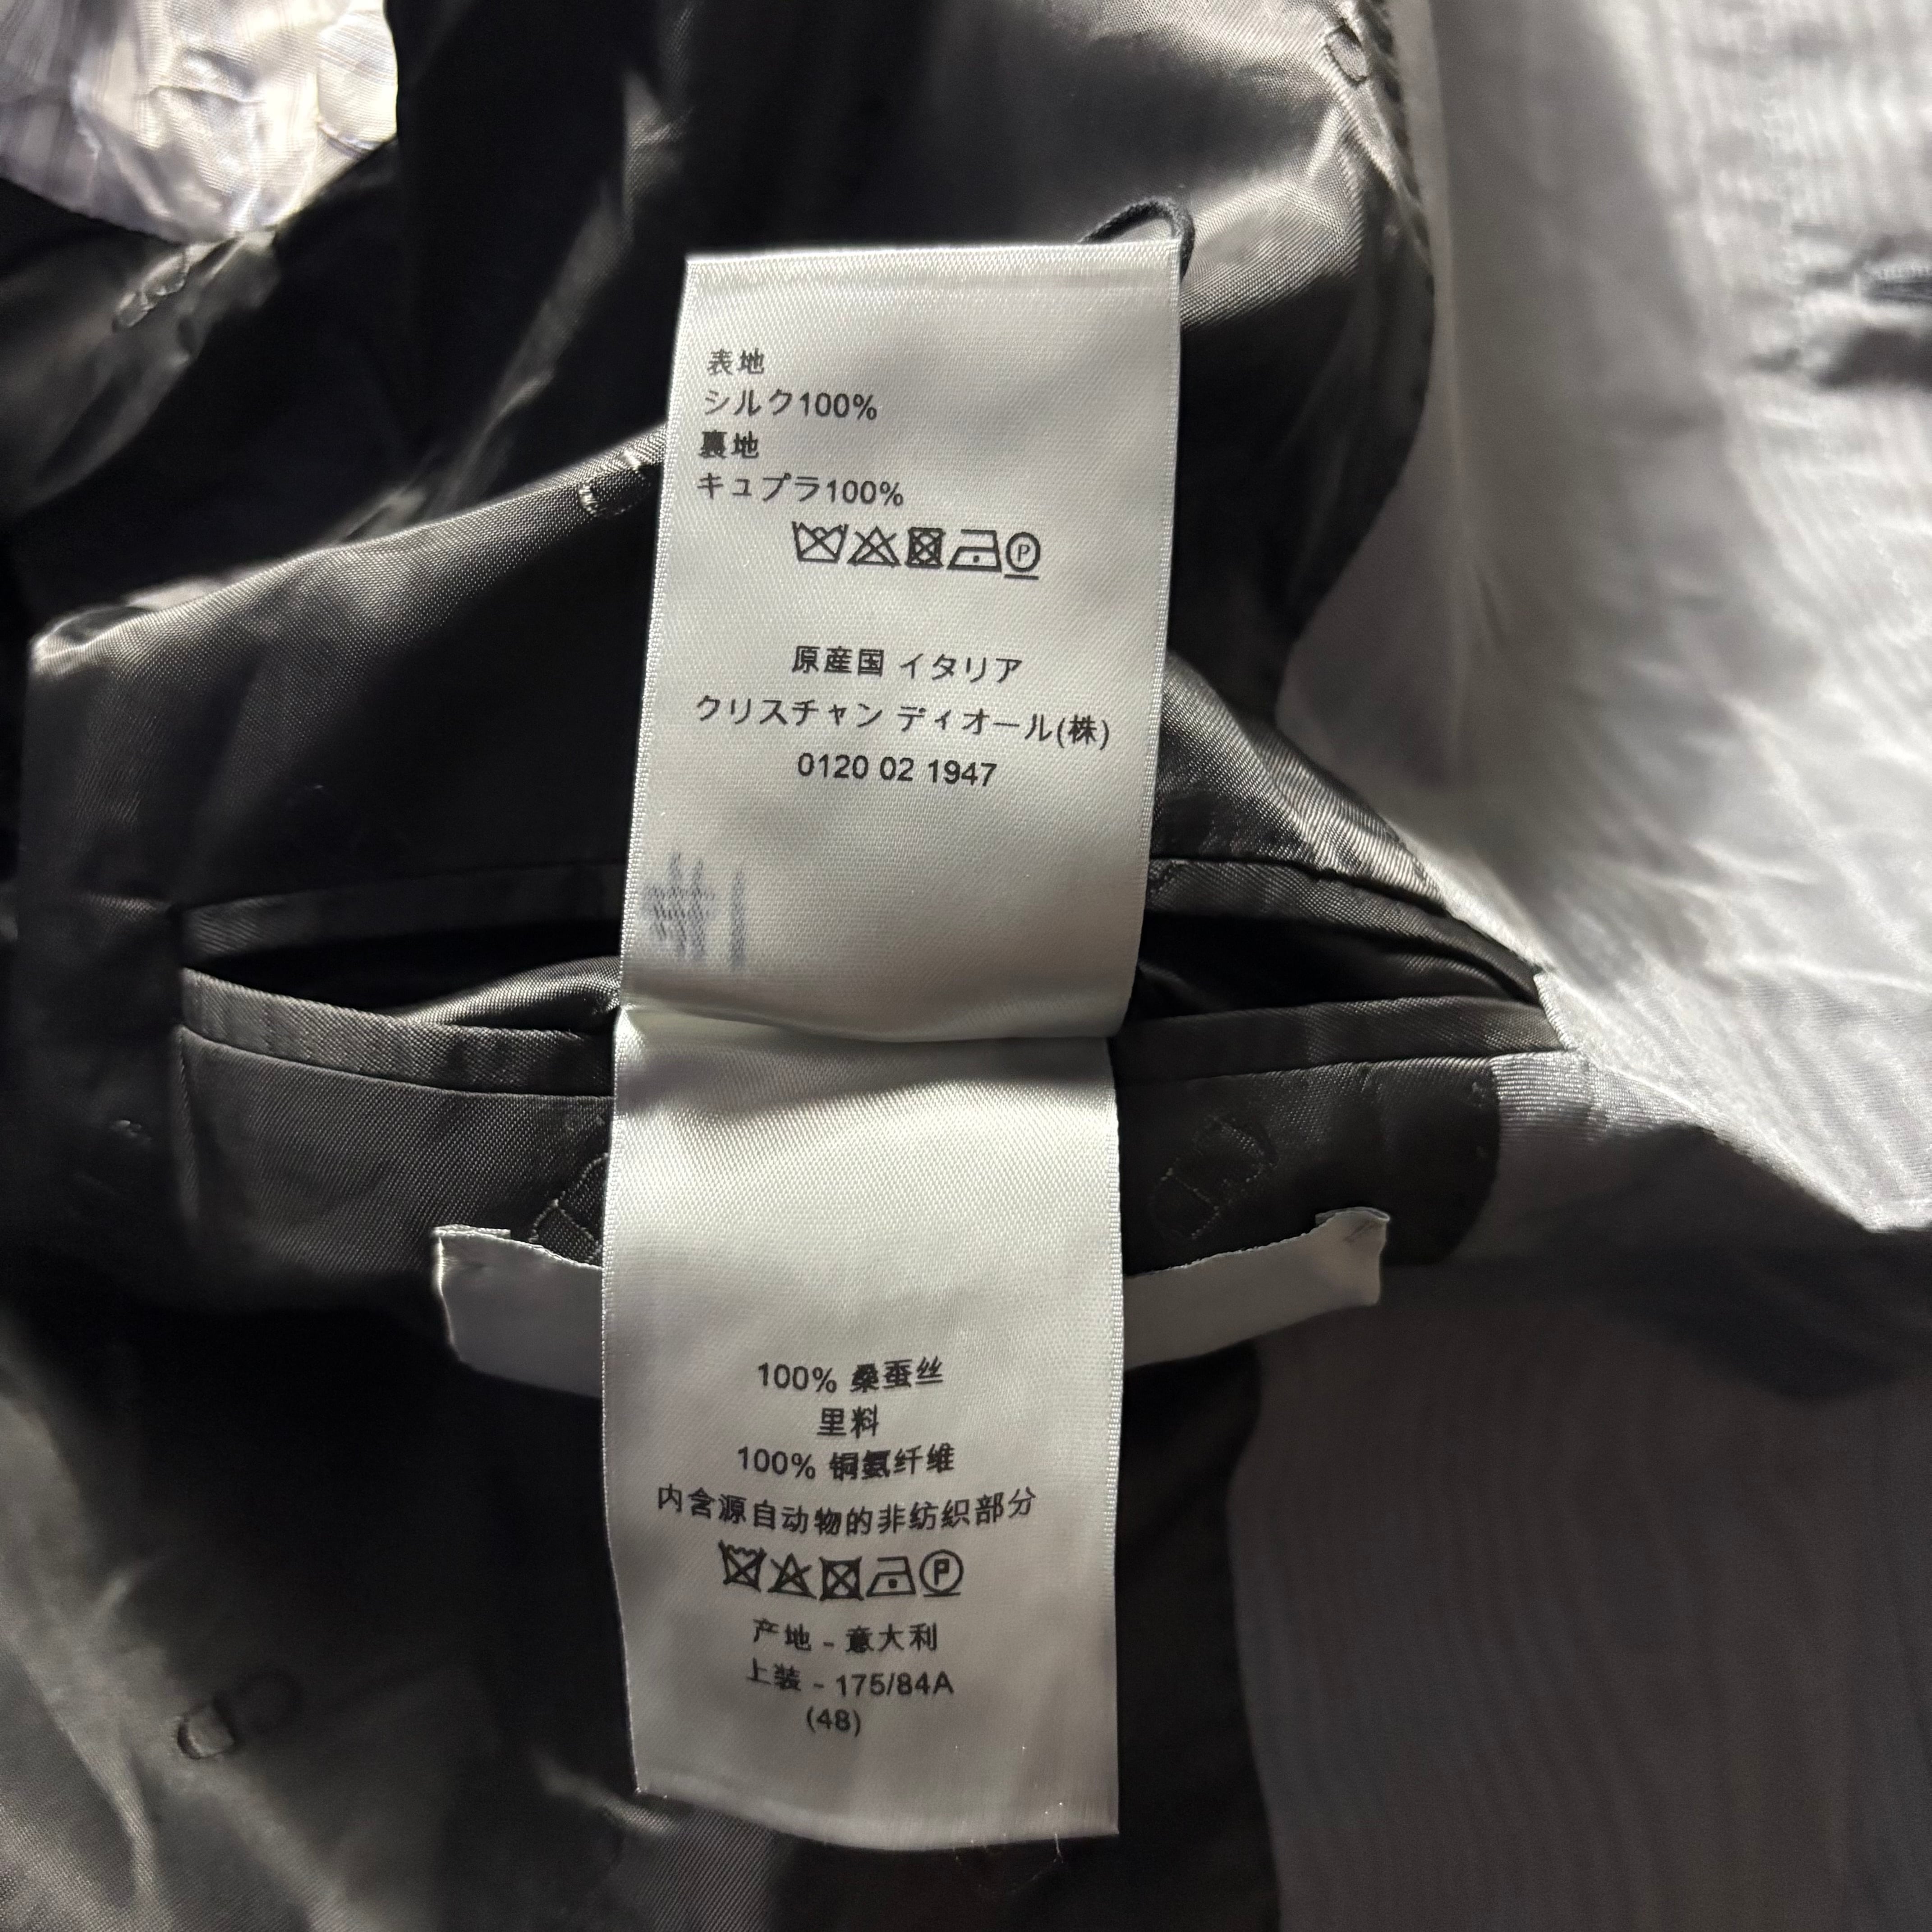 表地
シルク100%
裏地
キュプラ100%
P
原産国 イタリア
クリスチャン ディオール(株)
0120 02 1947
#1
100% 桑蚕丝
里料
100% 铜氨纤维
内含源自动物的非纺织部分
P
产地 - 意大利
上装 - 175/84A
(48)